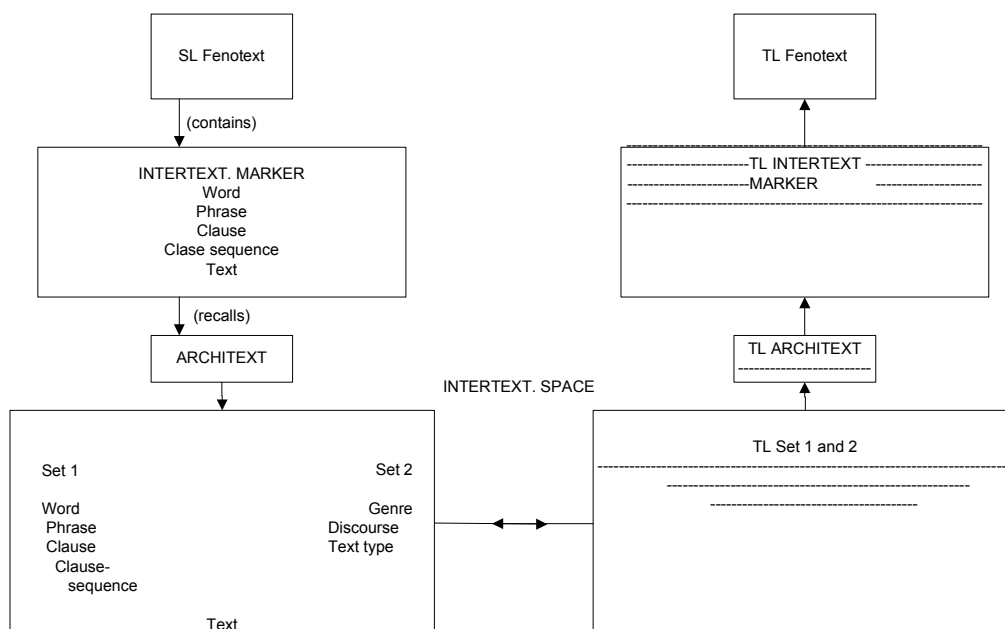 SL Fenotext
(contains)
INTERTEXT. MARKER
Word
Phrase
Clause
Clase sequence
Text
(recalls)
ARCHITEXT
Set 1
Word
Phrase
Clause
Clause-
sequence
Set 2
Genre
Discourse
Text type
Text
INTERTEXT. SPACE
TL Fenotext
TL INTERTEXT
MARKER
TL ARCHITEXT
TL Set 1 and 2